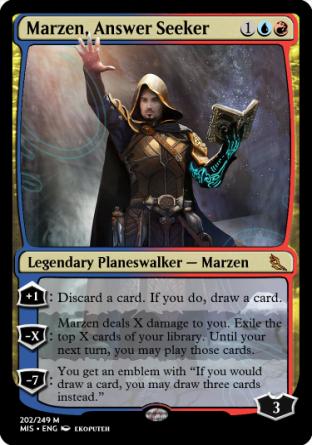 Marzen, Answer Seeker 1
Legendary Planeswalker — Marzen
+1 : Discard a card. If you do, draw a card.
-X : Marzen deals X damage to you. Exile the
top X cards of your library. Until your
next turn, you may play those cards.
-7 : You get an emblem with “If you would
draw a card, you may draw three cards
instead.”
3
202/249 M
MIS • ENG EKOPUTEH